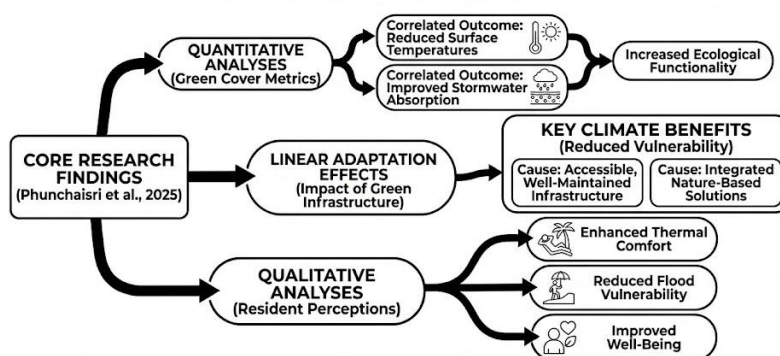 QUANTITATIVE
ANALYSES
(Green Cover Metrics)
Correlated Outcome:
Reduced Surface
Temperatures
Correlated Outcome:
Improved Stormwater
Absorption
Increased Ecological
Functionality
CORE RESEARCH
FINDINGS
(Phunchaisri et al., 2025)
LINEAR ADAPTATION
EFFECTS
(Impact of Green
Infrastructure)
KEY CLIMATE BENEFITS
(Reduced Vulnerability)
Cause: Accessible,
Well-Maintained
Infrastructure
Cause: Integrated
Nature-Based
Solutions
QUALITATIVE
ANALYSES
(Resident Perceptions)
Enhanced Thermal
Comfort
Reduced Flood
Vulnerability
Improved
Well-Being